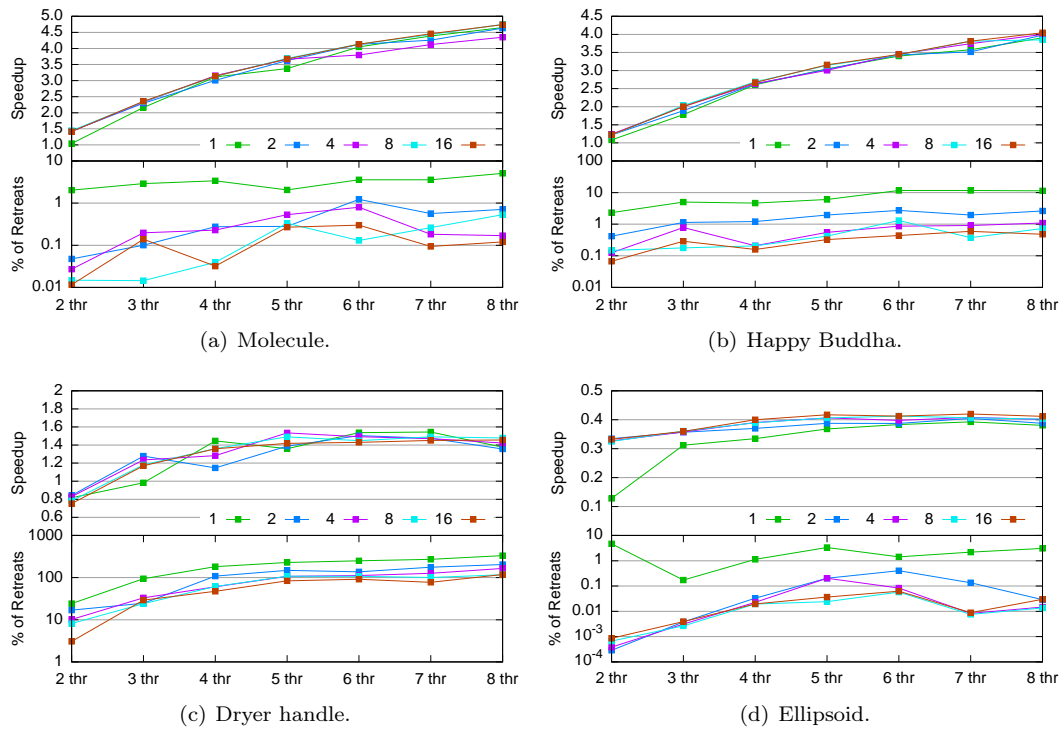 4.5
5.0
4.0
4.5
3.5
4.0
3.5
3.0
3.0
2.5
2.5
2.0
2.0
1.5
1.5
1 2 4 8 16
1 2 4 8 16
1.0
1.0
10
100
10
1
1
0.1
0.1
0.01
0.01
Speedup
% of Retreats
Speedup
% of Retreats
2 thr 3 thr 4 thr 5 thr 6 thr 7 thr 8 thr
2 thr 3 thr 4 thr 5 thr 6 thr 7 thr 8 thr
(a) Molecule.
(b) Happy Buddha.
2
0.5
1.8
1.6
0.4
1.4
0.3
1.2
1
0.2
0.8
0.1
0.6
1 2 4 8 16
1 2 4 8 16
1000
10
1
100
0.1
0.01
10
10-3
1
10-4
Speedup
% of Retreats
Speedup
% of Retreats
2 thr 3 thr 4 thr 5 thr 6 thr 7 thr 8 thr
2 thr 3 thr 4 thr 5 thr 6 thr 7 thr 8 thr
(c) Dryer handle.
(d) Ellipsoid.